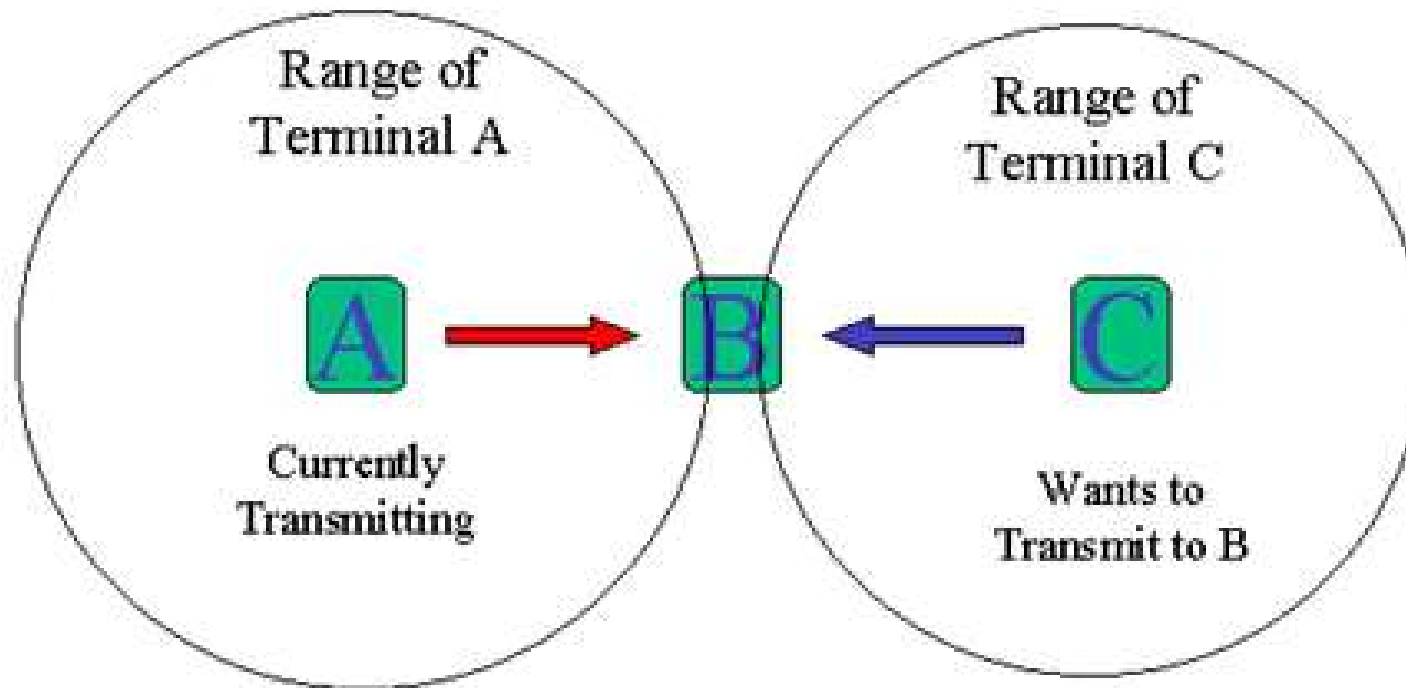 Range of
Terminal A
Range of
Terminal C
A
B
C
Currently
Transmitting
Wants to
Transmit to B